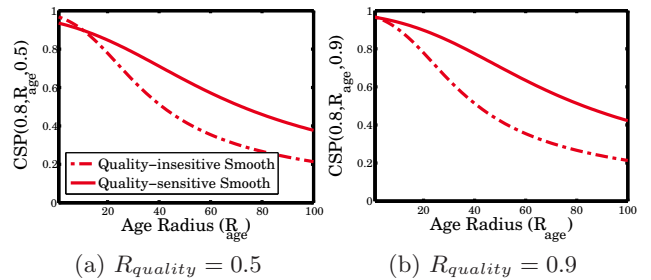 CSP(0.8,R_age,0.5)
1
0.8
0.6
0.4
0.2
0
Quality-insesitive Smooth
Quality-sensitive Smooth
20 40 60 80 100
Age Radius (R_age)
(a) R_quality = 0.5
CSP(0.8,R_age,0.9)
1
0.8
0.6
0.4
0.2
0
20 40 60 80 100
Age Radius (R_age)
(b) R_quality = 0.9